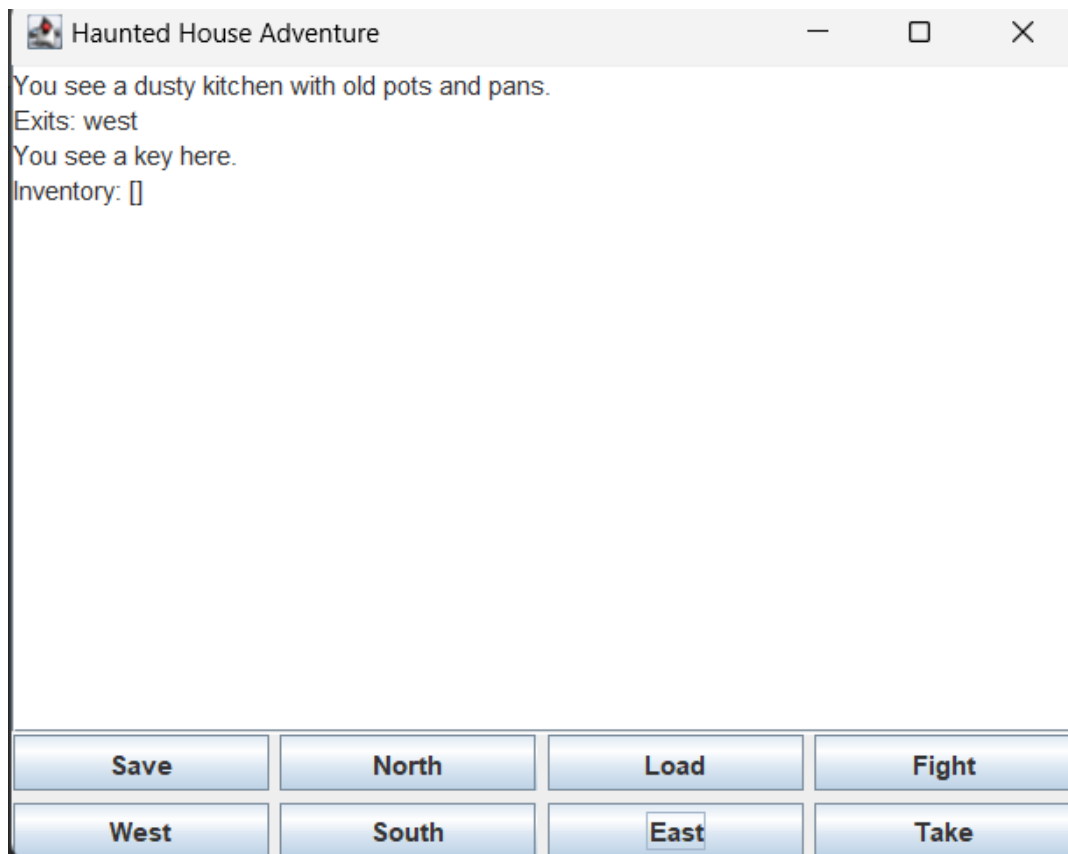 Haunted House Adventure
You see a dusty kitchen with old pots and pans.
Exits: west
You see a key here.
Inventory: []
Save North Load Fight
West South East Take